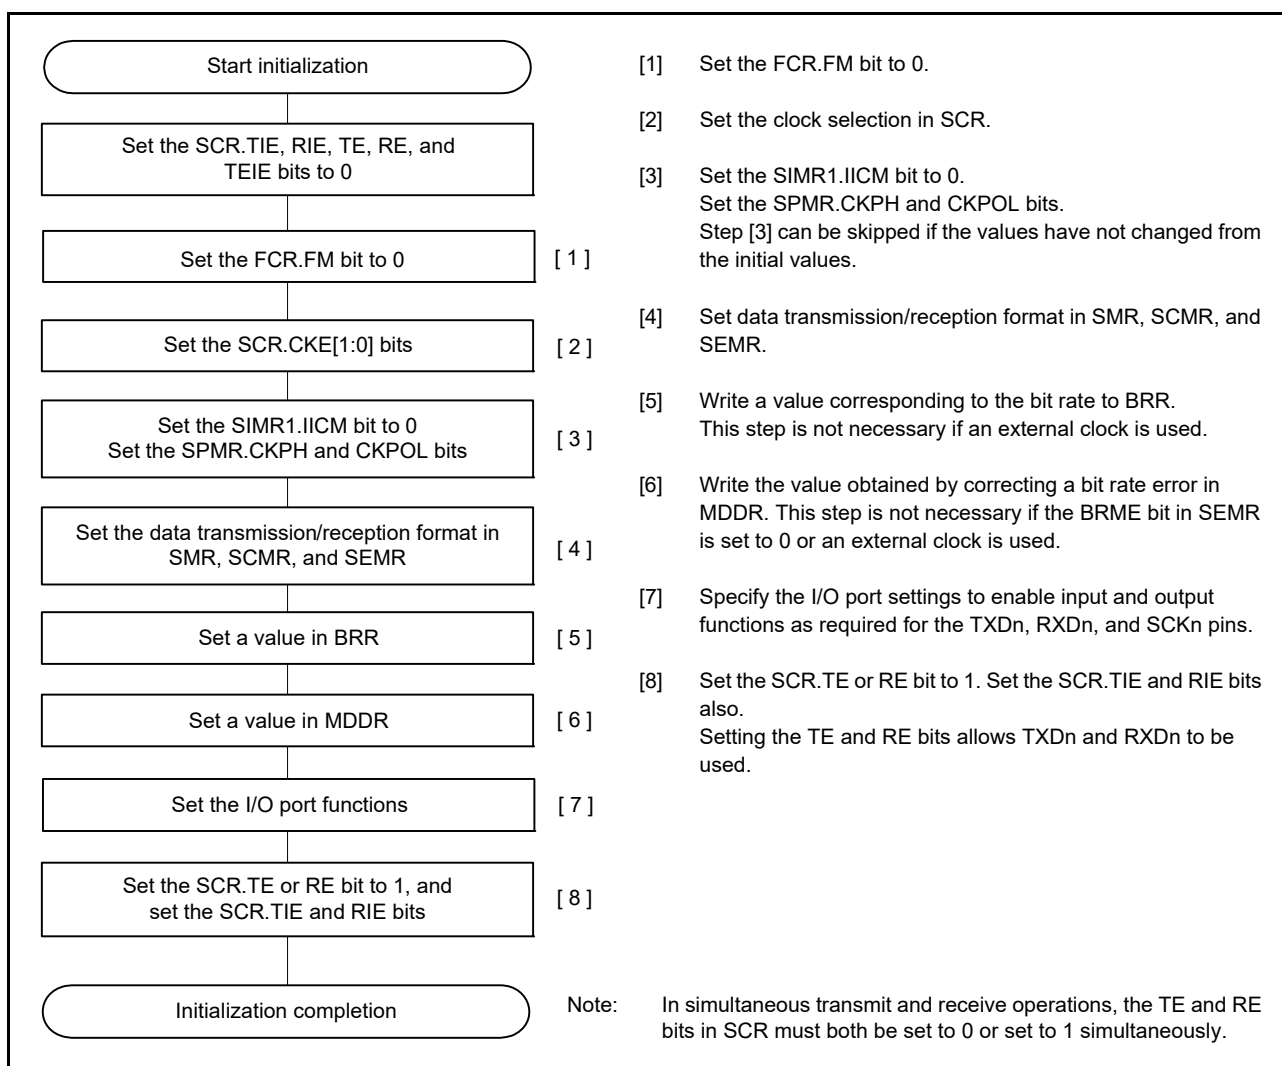 Start initialization
Set the SCR.TIE, RIE, TE, RE, and
TEIE bits to 0
Set the FCR.FM bit to 0
[ 1 ]
Set the SCR.CKE[1:0] bits
[ 2 ]
Set the SIMR1.IICM bit to 0
Set the SPMR.CKPH and CKPOL bits
[ 3 ]
Set the data transmission/reception format in
SMR, SCMR, and SEMR
[ 4 ]
Set a value in BRR
[ 5 ]
Set a value in MDDR
[ 6 ]
Set the I/O port functions
[ 7 ]
Set the SCR.TE or RE bit to 1, and
set the SCR.TIE and RIE bits
[ 8 ]
Initialization completion
[1] Set the FCR.FM bit to 0.
[2] Set the clock selection in SCR.
[3] Set the SIMR1.IICM bit to 0.
Set the SPMR.CKPH and CKPOL bits.
Step [3] can be skipped if the values have not changed from
the initial values.
[4] Set data transmission/reception format in SMR, SCMR, and
SEMR.
[5] Write a value corresponding to the bit rate to BRR.
This step is not necessary if an external clock is used.
[6] Write the value obtained by correcting a bit rate error in
MDDR. This step is not necessary if the BRME bit in SEMR
is set to 0 or an external clock is used.
[7] Specify the I/O port settings to enable input and output
functions as required for the TXDn, RXDn, and SCKn pins.
[8] Set the SCR.TE or RE bit to 1. Set the SCR.TIE and RIE bits
also.
Setting the TE and RE bits allows TXDn and RXDn to be
used.
Note: In simultaneous transmit and receive operations, the TE and RE
bits in SCR must both be set to 0 or set to 1 simultaneously.